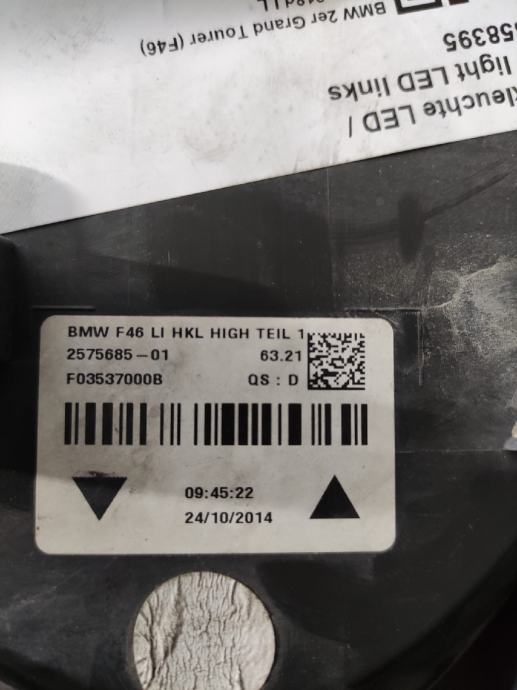 BMW 2er Grand Tourer (F46)
58395
light LED links
leuchte LED /
BMW F46 LI HKL HIGH TEIL 1
2575685-01 63.21
F03537000B QS : D
09:45:22
24/10/2014